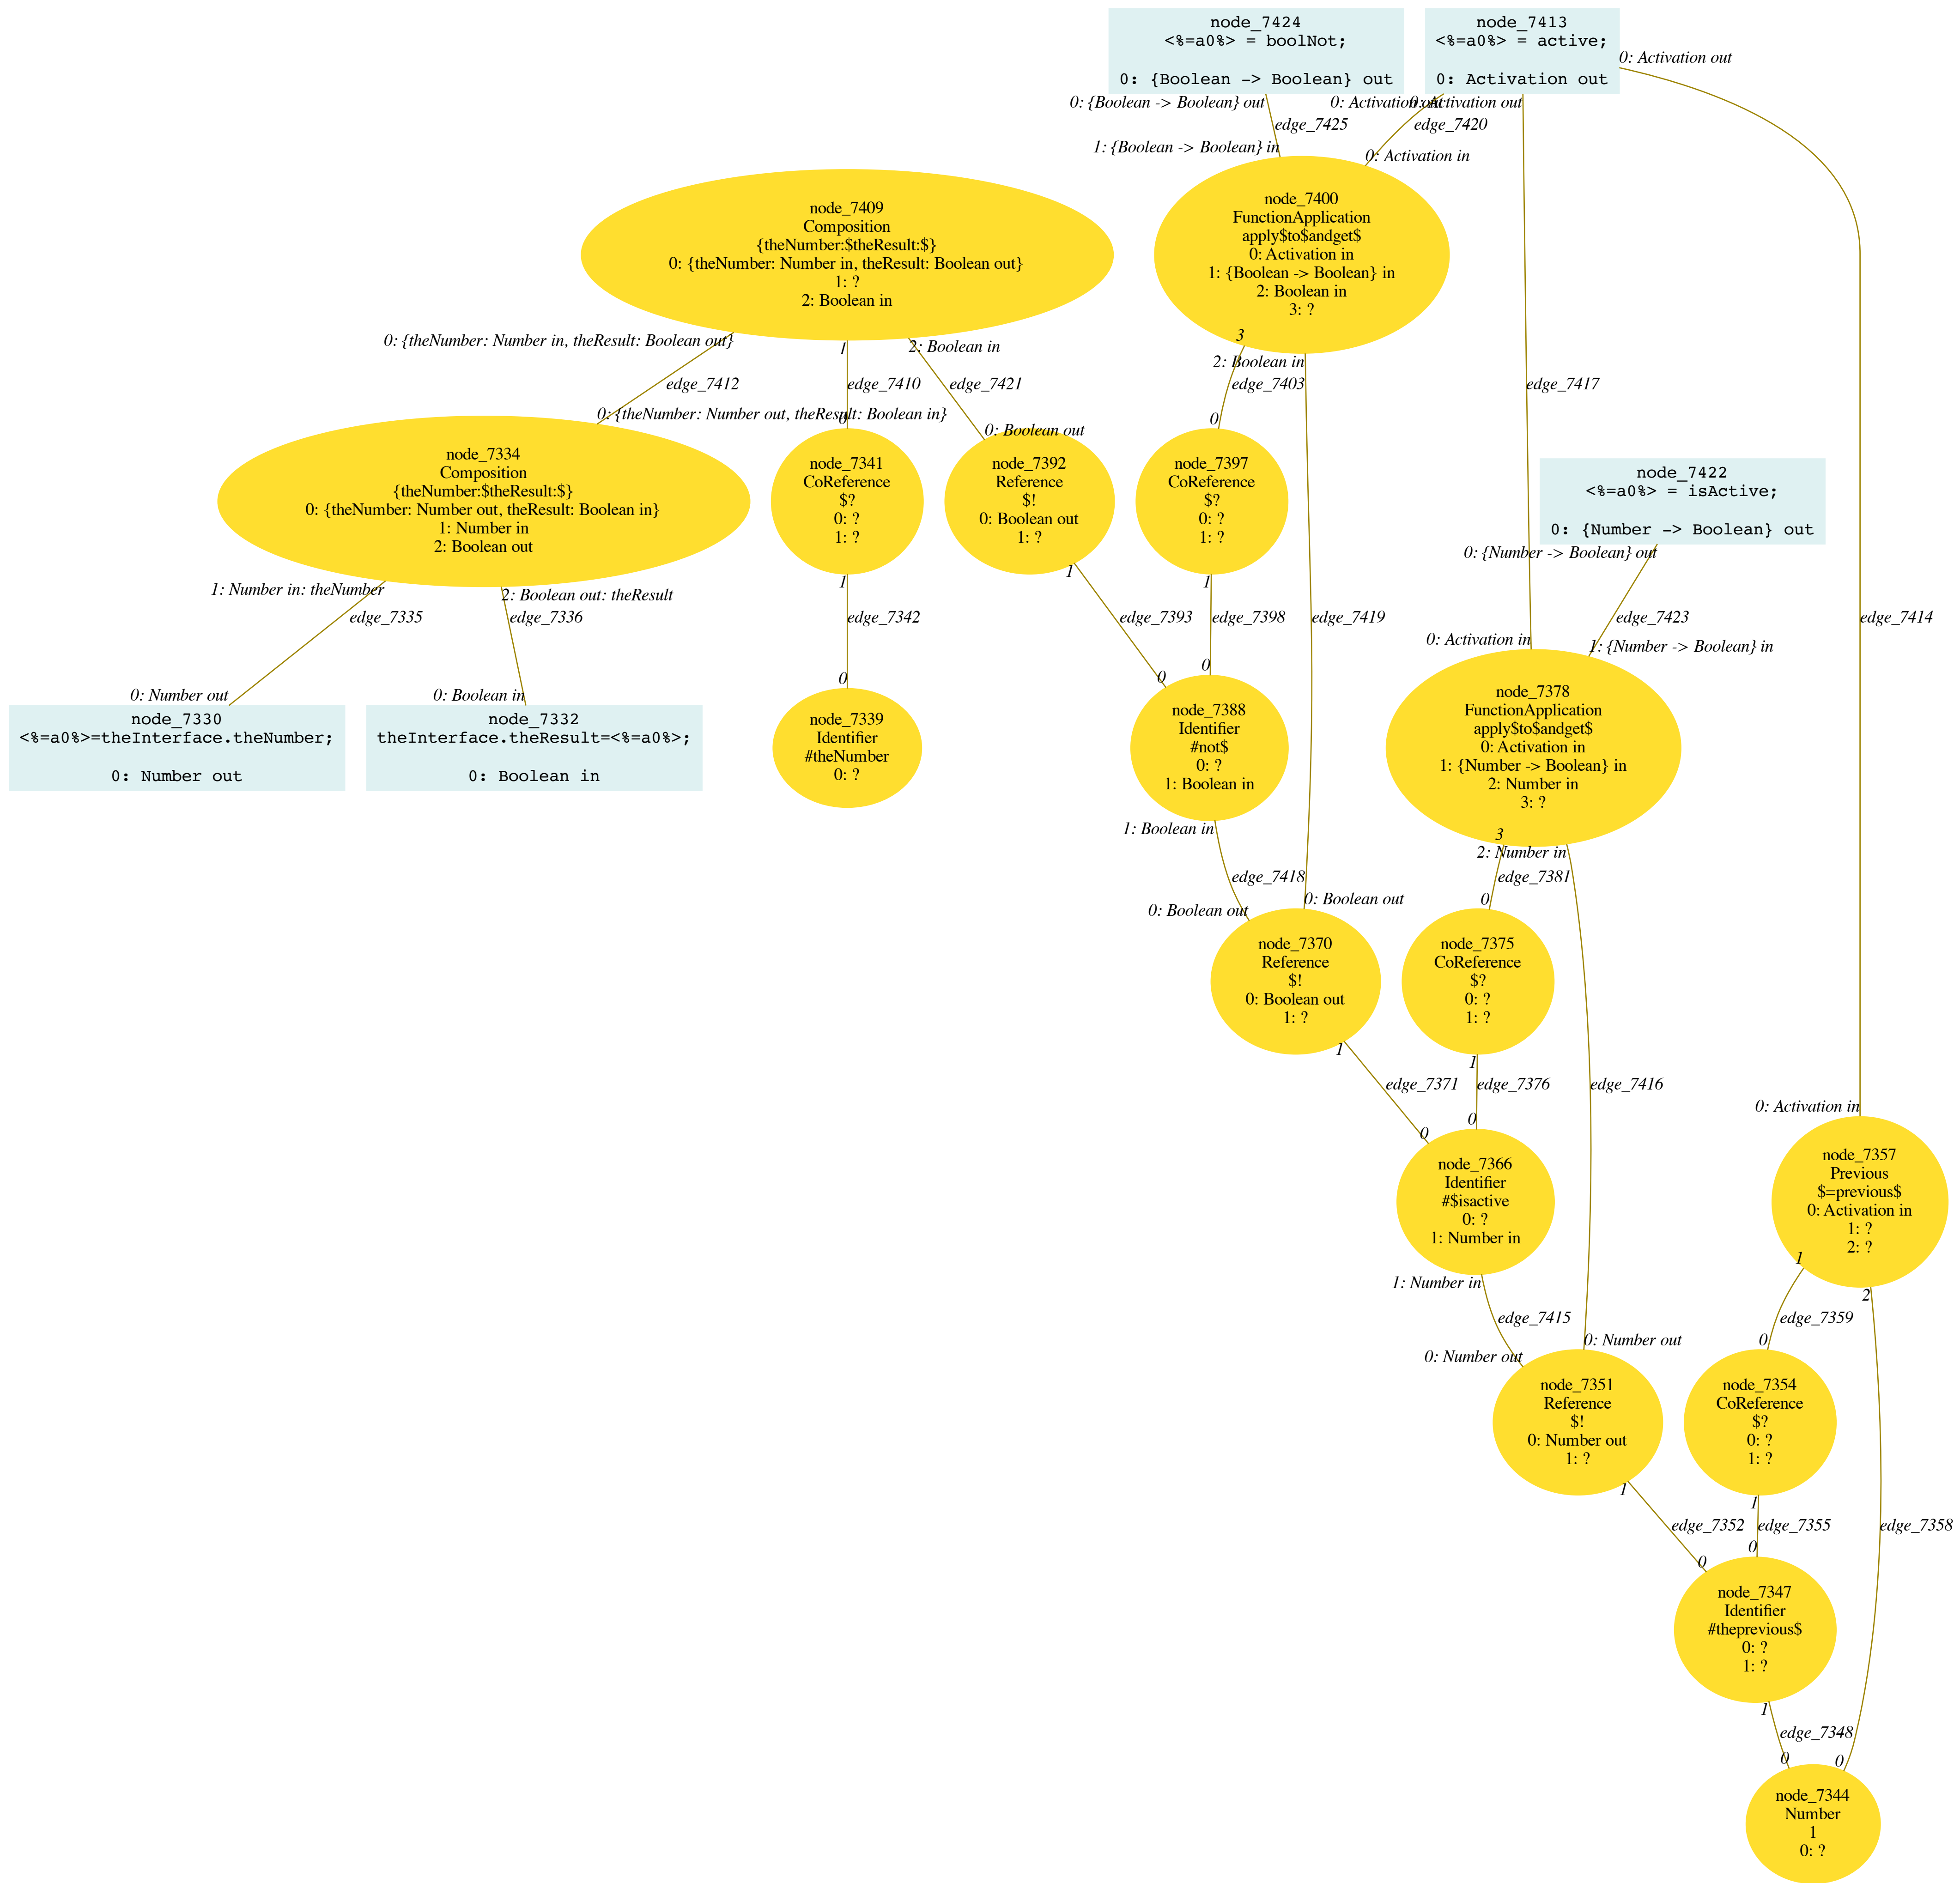 node_7424
<%=a0%> = boolNot;
0: {Boolean -> Boolean} out
node_7413
<%=a0%> = active;
0: Activation out
0: Activation out
0: {Boolean -> Boolean} out
0: Activation out
0: Activation out
edge_7425
edge_7420
1: {Boolean -> Boolean} in
0: Activation in
node_7409
Composition
{theNumber:$theResult:$}
0: {theNumber: Number in, theResult: Boolean out}
1: ?
2: Boolean in
node_7400
FunctionApplication
apply$to$andget$
0: Activation in
1: {Boolean -> Boolean} in
2: Boolean in
3: ?
0: {theNumber: Number in, theResult: Boolean out}
1
2: Boolean in
3
2: Boolean in
edge_7412
edge_7410
edge_7421
edge_7403
edge_7417
0: {theNumber: Number out, theResult: Boolean in}
0
0: Boolean out
0
node_7334
Composition
{theNumber:$theResult:$}
0: {theNumber: Number out, theResult: Boolean in}
1: Number in
2: Boolean out
node_7341
CoReference
$?
0: ?
1: ?
node_7392
Reference
$!
0: Boolean out
1: ?
node_7397
CoReference
$?
0: ?
1: ?
node_7422
<%=a0%> = isActive;
0: {Number -> Boolean} out
0: {Number -> Boolean} out
1: Number in: theNumber
2: Boolean out: theResult
1
1
1
edge_7335
edge_7336
edge_7342
edge_7393
edge_7398
edge_7419
edge_7423
edge_7414
0: Activation in
1: {Number -> Boolean} in
0: Number out
0: Boolean in
0
0
0
node_7330
<%=a0%>=theInterface.theNumber;
0: Number out
node_7332
theInterface.theResult=<%=a0%>;
0: Boolean in
node_7339
Identifier
#theNumber
0: ?
node_7388
Identifier
#not$
0: ?
1: Boolean in
node_7378
FunctionApplication
apply$to$andget$
0: Activation in
1: {Number -> Boolean} in
2: Number in
3: ?
1: Boolean in
3
2: Number in
edge_7418
edge_7381
0: Boolean out
0: Boolean out
0
node_7370
Reference
$!
0: Boolean out
1: ?
node_7375
CoReference
$?
0: ?
1: ?
1
1
edge_7371
edge_7376
edge_7416
0
0
0: Activation in
node_7366
Identifier
#$isactive
0: ?
1: Number in
node_7357
Previous
$=previous$
0: Activation in
1: ?
2: ?
1: Number in
1
2
edge_7415
edge_7359
0: Number out
0: Number out
0
node_7351
Reference
$!
0: Number out
1: ?
node_7354
CoReference
$?
0: ?
1: ?
1
1
edge_7352
edge_7355
edge_7358
0
0
node_7347
Identifier
#theprevious$
0: ?
1: ?
1
edge_7348
0
0
node_7344
Number
1
0: ?